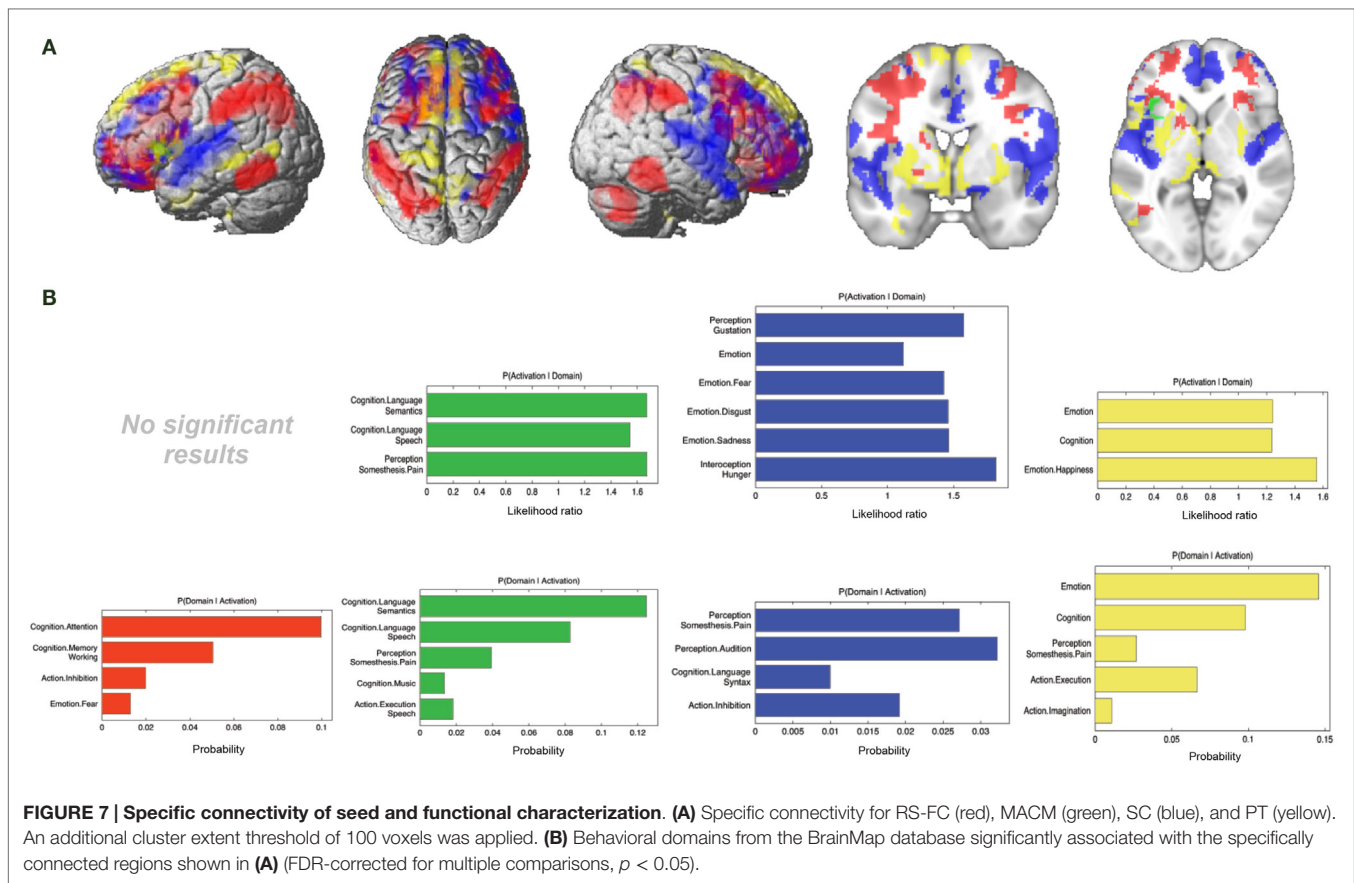 A
B
No significant
results
P(Activation | Domain)
Cognition.Language
Semantics
Cognition.Language
Speech
Perception
Somesthesis.Pain
0 0.2 0.4 0.6 0.8 1 1.2 1.4 1.6
Likelihood ratio
P(Activation | Domain)
Perception
Gustation
Emotion
Emotion.Fear
Emotion.Disgust
Emotion.Sadness
Interoception
Hunger
0 0.5 1 1.5
Likelihood ratio
P(Activation | Domain)
Emotion
Cognition
Emotion.Happiness
0 0.2 0.4 0.6 0.8 1 1.2 1.4 1.6
Likelihood ratio
P(Domain | Activation)
Cognition.Attention
Cognition.Memory
Working
Action.Inhibition
Emotion.Fear
0 0.02 0.04 0.06 0.08 0.1
Probability
P(Domain | Activation)
Cognition.Language
Semantics
Cognition.Language
Speech
Perception
Somesthesis.Pain
Cognition.Music
Action.Execution
Speech
0 0.02 0.04 0.06 0.08 0.10 0.12
Probability
P(Domain | Activation)
Perception
Somesthesis.Pain
Perception.Audition
Cognition.Language
Syntax
Action.Inhibition
0 0.005 0.01 0.015 0.02 0.025 0.03
Probability
P(Domain | Activation)
Emotion
Cognition
Perception
Somesthesis.Pain
Action.Execution
Action.Imagination
0 0.05 0.1 0.15
Probability
FIGURE 7 | Specific connectivity of seed and functional characterization. (A) Specific connectivity for RS-FC (red), MACM (green), SC (blue), and PT (yellow).
An additional cluster extent threshold of 100 voxels was applied. (B) Behavioral domains from the BrainMap database significantly associated with the specifically
connected regions shown in (A) (FDR-corrected for multiple comparisons, p < 0.05).